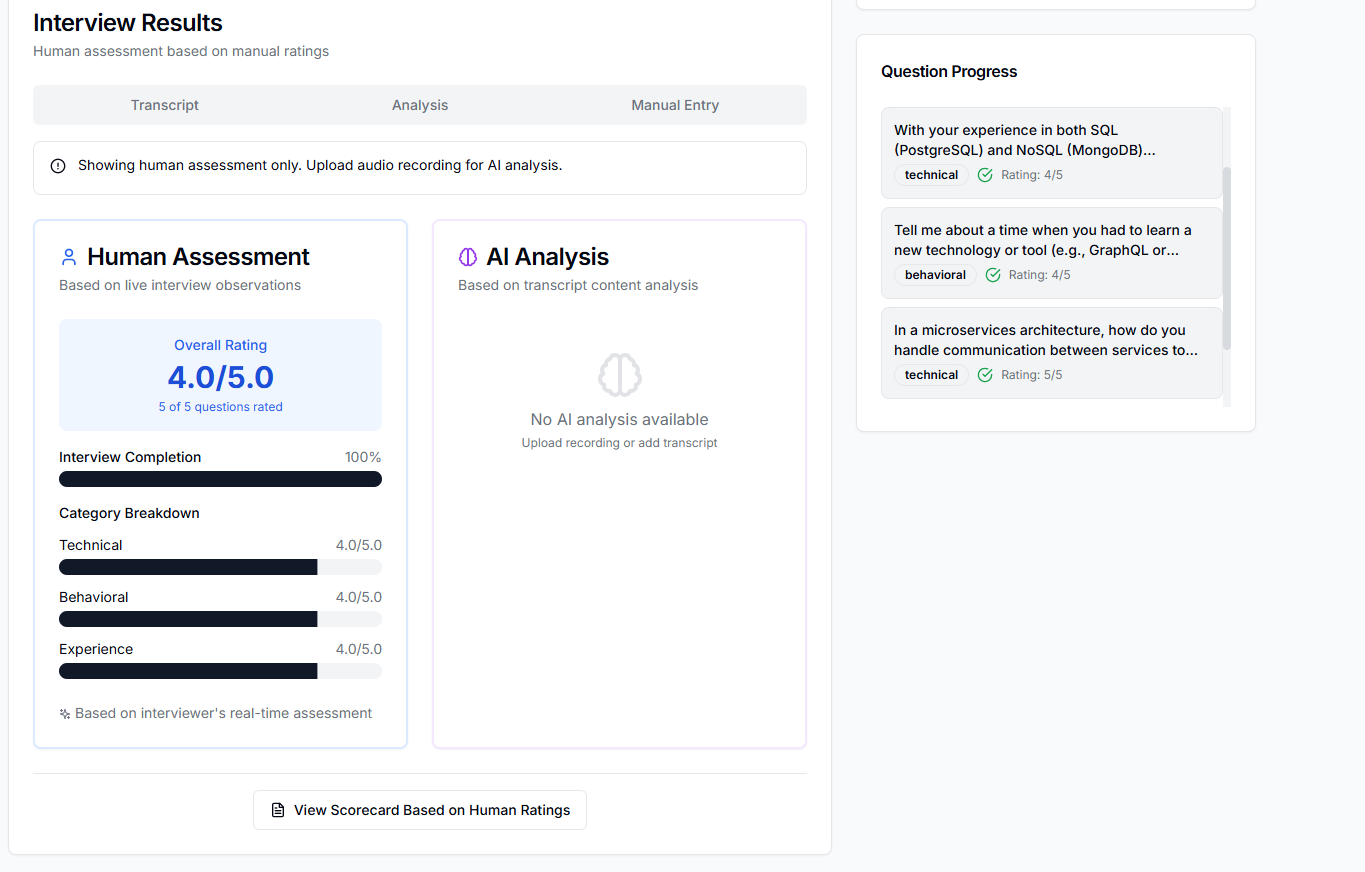 Interview Results
Human assessment based on manual ratings
Transcript
Analysis
Manual Entry
Showing human assessment only. Upload audio recording for AI analysis.
Human Assessment
Based on live interview observations
Overall Rating
4.0/5.0
5 of 5 questions rated
Interview Completion
100%
Category Breakdown
Technical
4.0/5.0
Behavioral
4.0/5.0
Experience
4.0/5.0
Based on interviewer's real-time assessment
AI Analysis
Based on transcript content analysis
No AI analysis available
Upload recording or add transcript
View Scorecard Based on Human Ratings
Question Progress
With your experience in both SQL
(PostgreSQL) and NoSQL (MongoDB)...
technical
Rating: 4/5
Tell me about a time when you had to learn a
new technology or tool (e.g., GraphQL or...
behavioral
Rating: 4/5
In a microservices architecture, how do you
handle communication between services to...
technical
Rating: 5/5